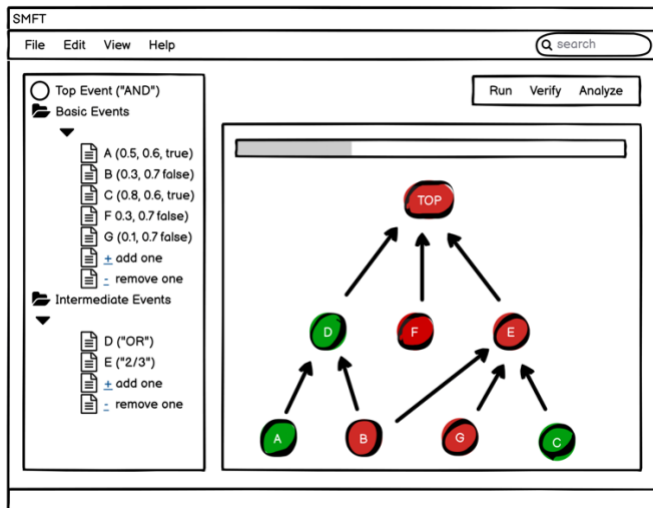 SMFT
File Edit View Help
search
Run Verify Analyze
Top Event ("AND")
Basic Events
A (0.5, 0.6, true)
B (0.3, 0.7 false)
C (0.8, 0.6, true)
F 0.3, 0.7 false)
G (0.1, 0.7 false)
+ add one
- remove one
Intermediate Events
D ("OR")
E ("2/3")
+ add one
- remove one
TOP
D F E
A B G C